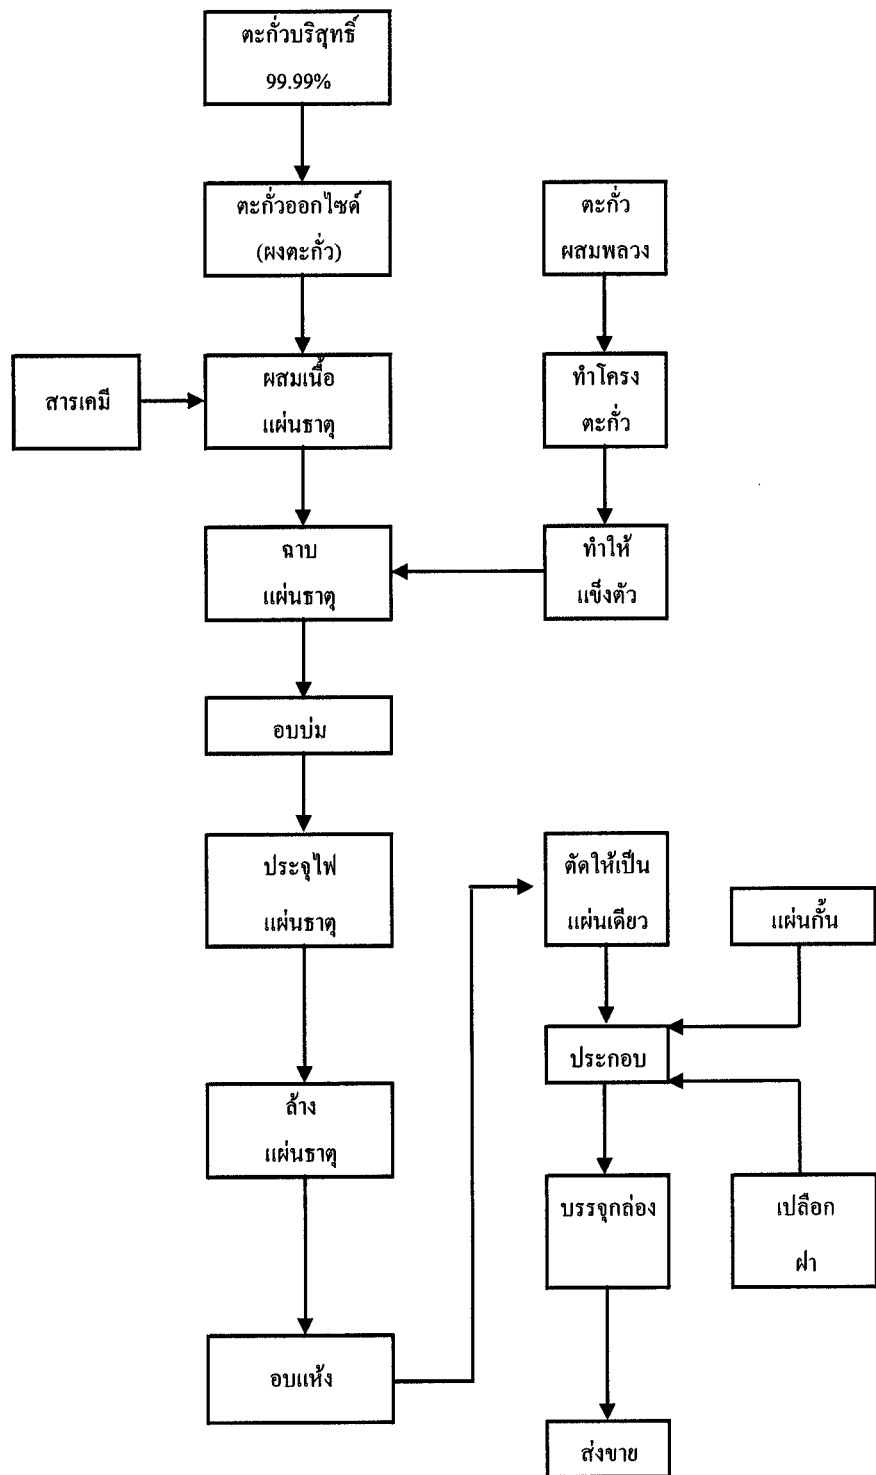 ตะกั่วบริสุทธิ์
99.99%
ตะกั่วออกไซด์
(ผงตะกั่ว)
ตะกั่ว
ผสมพลวง
สารเคมี
ผสมเนื้อ
แผ่นธาตุ
ทำโครง
ตะกั่ว
ฉาบ
แผ่นธาตุ
ทำให้
แข็งตัว
อบบ่ม
ประจุไฟ
แผ่นธาตุ
ตัดให้เป็น
แผ่นเดียว
แผ่นกั้น
ประกอบ
ล้าง
แผ่นธาตุ
บรรจุกล่อง
เปลือก
ฝา
อบแห้ง
ส่งขาย